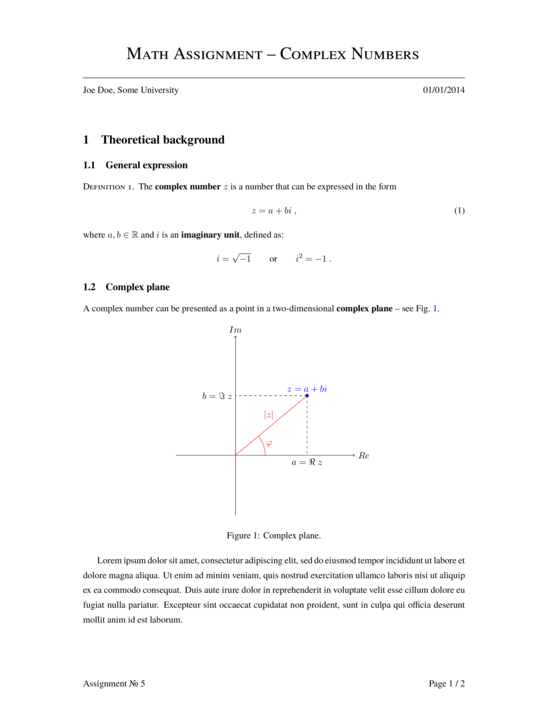 MATH ASSIGNMENT – COMPLEX NUMBERS
Joe Doe, Some University 01/01/2014
1 Theoretical background
1.1 General expression
DEFINITION 1. The complex number z is a number that can be expressed in the form
z = a + bi , (1)
where a, b ∈ ℝ and i is an imaginary unit, defined as:
i = √−1 or i² = −1 .
1.2 Complex plane
A complex number can be presented as a point in a two-dimensional complex plane – see Fig. 1.
Im
z = a + bi
b = ℑ z
|z|
φ
Re
a = ℜ z
Figure 1: Complex plane.
Lorem ipsum dolor sit amet, consectetur adipiscing elit, sed do eiusmod tempor incididunt ut labore et
dolore magna aliqua. Ut enim ad minim veniam, quis nostrud exercitation ullamco laboris nisi ut aliquip
ex ea commodo consequat. Duis aute irure dolor in reprehenderit in voluptate velit esse cillum dolore eu
fugiat nulla pariatur. Excepteur sint occaecat cupidatat non proident, sunt in culpa qui officia deserunt
mollit anim id est laborum.
Assignment № 5 Page 1 / 2